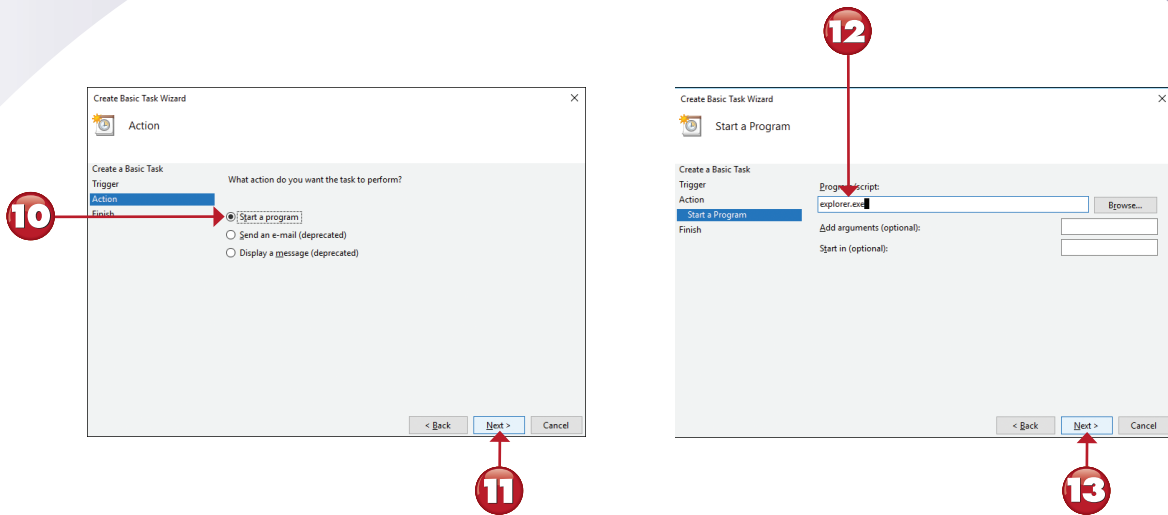 12
Create Basic Task Wizard
Action
Create a Basic Task
Trigger
Action
Finish
What action do you want the task to perform?
10
Start a program
Send an e-mail (deprecated)
Display a message (deprecated)
< Back
Next >
Cancel
11
Create Basic Task Wizard
Start a Program
Create a Basic Task
Trigger
Action
Start a Program
Finish
Program/script:
explorer.exe
Browse...
Add arguments (optional):
Start in (optional):
< Back
Next >
Cancel
13